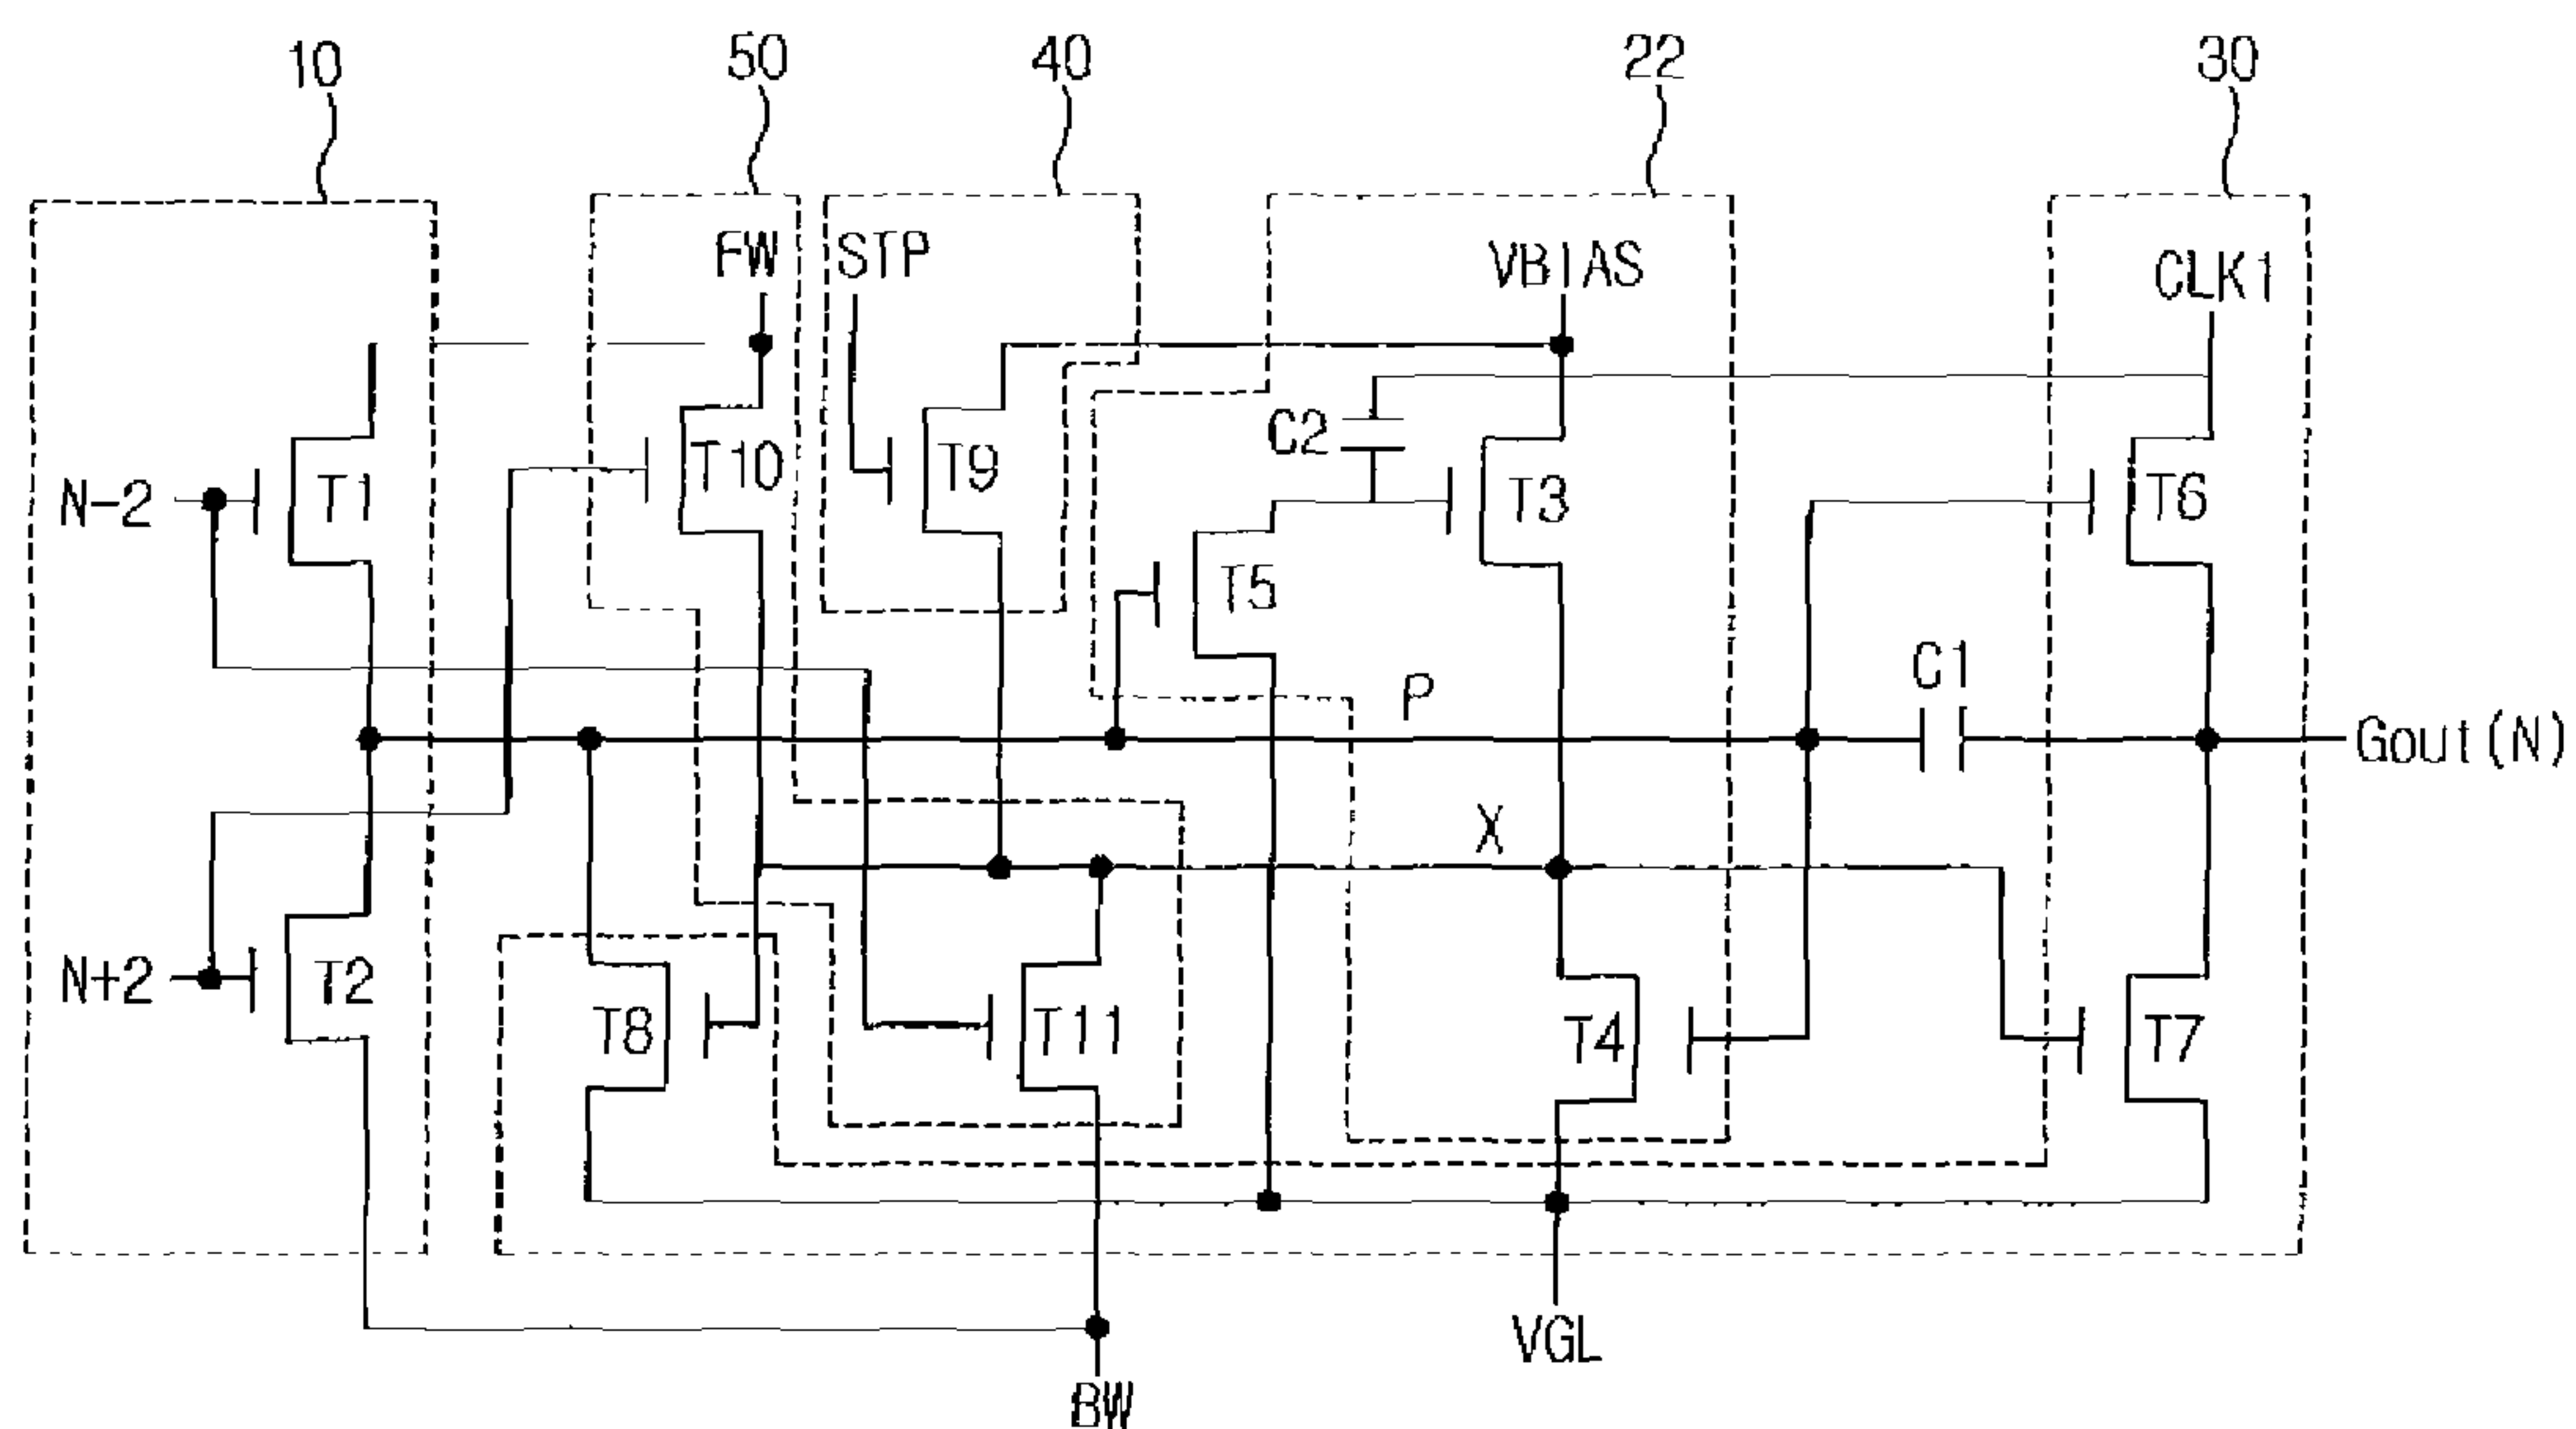 10
50
40
22
30
FW
STP
VBIAS
CLK1
C2
T10
T9
T3
T6
N-2
T1
T5
C1
P
Gout(N)
X
N+2
T2
T8
T11
T4
T7
VGL
BW